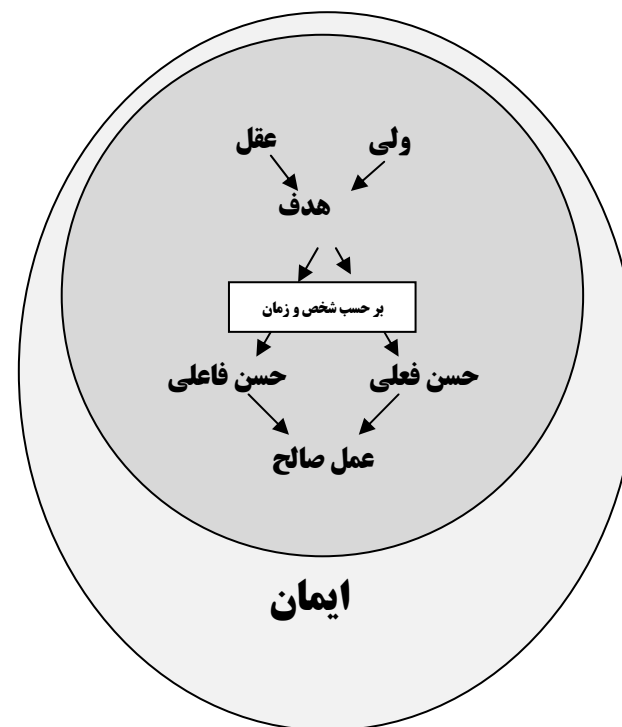 ولی عقل
هدف
بر حسب شخص و زمان
حسن فعلی حسن فاعلی
عمل صالح
ایمان